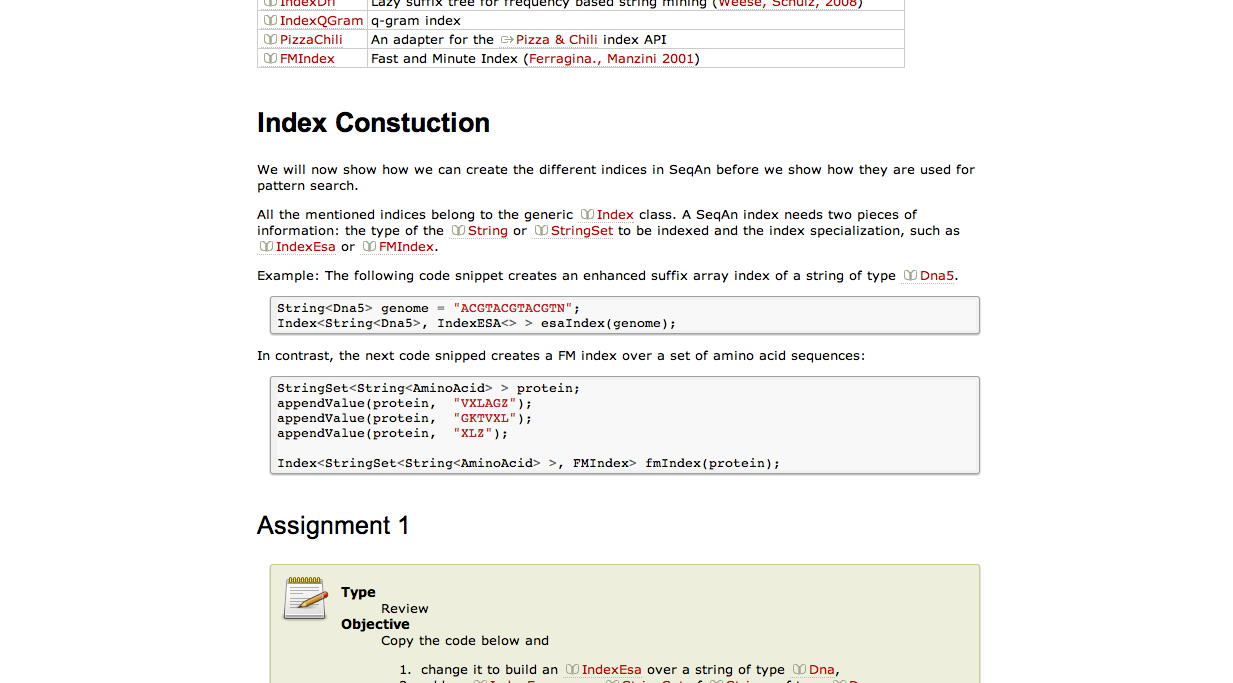 IndexDfi Lazy suffix tree for frequency based string mining (Weese, Schulz, 2008)
IndexQGram q-gram index
PizzaChili An adapter for the Pizza & Chili index API
FMIndex Fast and Minute Index (Ferragina., Manzini 2001)
Index Constuction
We will now show how we can create the different indices in SeqAn before we show how they are used for
pattern search.
All the mentioned indices belong to the generic Index class. A SeqAn index needs two pieces of
information: the type of the String or StringSet to be indexed and the index specialization, such as
IndexEsa or FMIndex.
Example: The following code snippet creates an enhanced suffix array index of a string of type Dna5.
String<Dna5> genome = "ACGTACGTACGTN";
Index<String<Dna5>, IndexESA<> > esaIndex(genome);
In contrast, the next code snipped creates a FM index over a set of amino acid sequences:
StringSet<String<AminoAcid> > protein;
appendValue(protein, "VXLAGZ");
appendValue(protein, "GKTVXL");
appendValue(protein, "XLZ");
Index<StringSet<String<AminoAcid> >, FMIndex> fmIndex(protein);
Assignment 1
Type
Review
Objective
Copy the code below and
1. change it to build an IndexEsa over a string of type Dna,